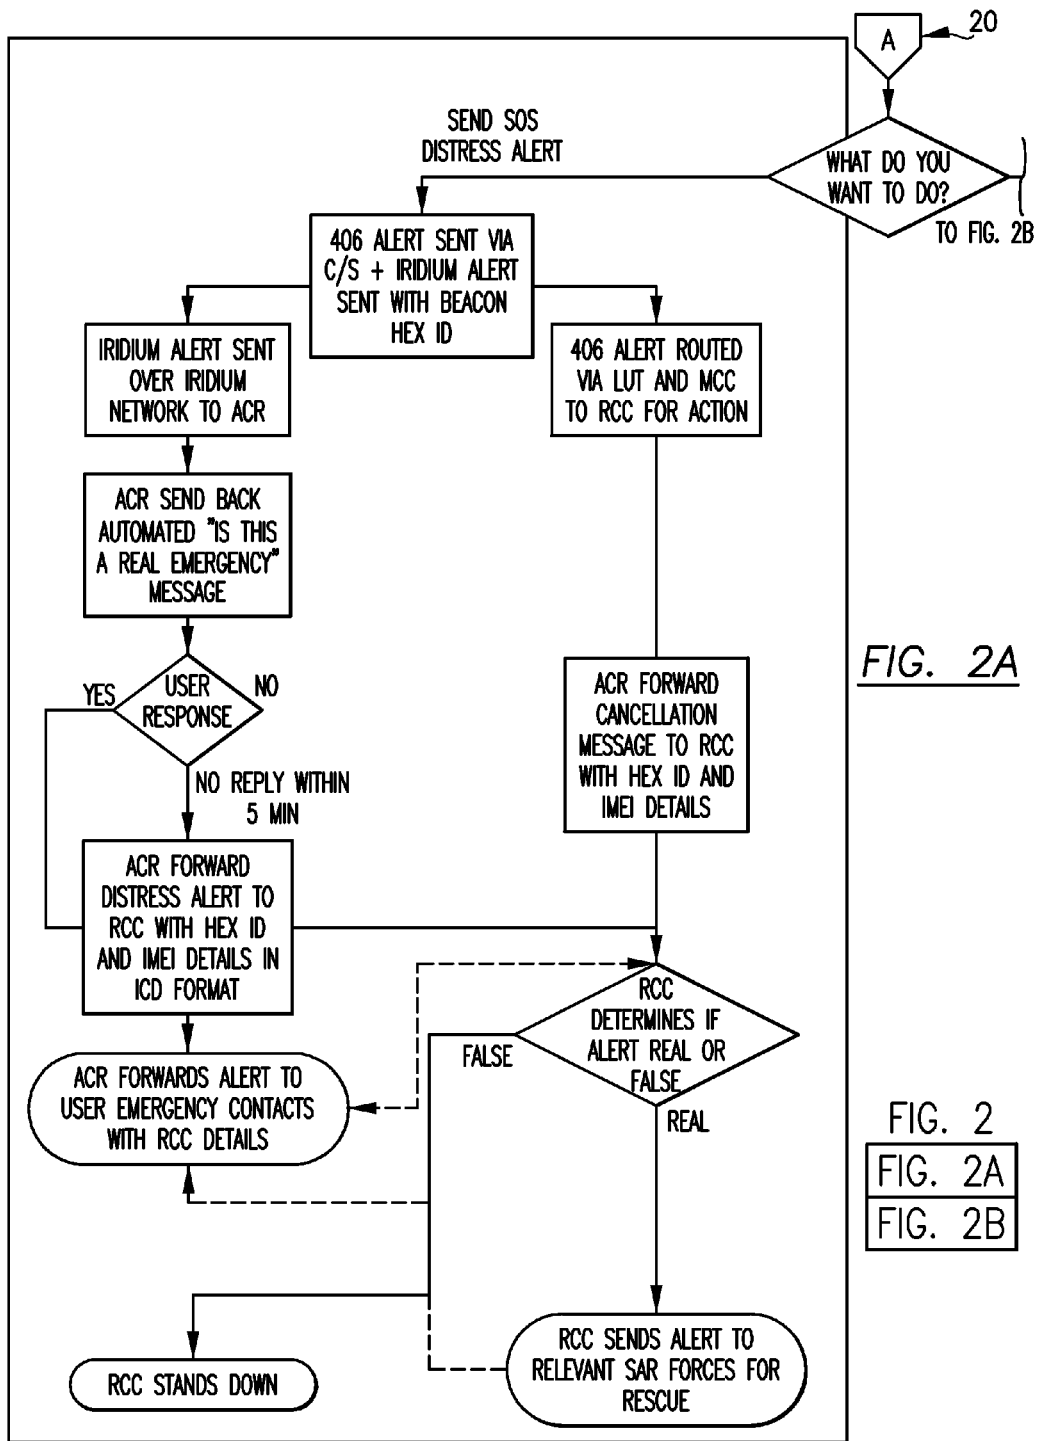 A
20
SEND SOS
DISTRESS ALERT
WHAT DO YOU
WANT TO DO?
TO FIG. 2B
406 ALERT SENT VIA
C/S + IRIDIUM ALERT
SENT WITH BEACON
HEX ID
IRIDIUM ALERT SENT
OVER IRIDIUM
NETWORK TO ACR
406 ALERT ROUTED
VIA LUT AND MCC
TO RCC FOR ACTION
ACR SEND BACK
AUTOMATED "IS THIS
A REAL EMERGENCY"
MESSAGE
YES
USER
RESPONSE
NO
NO REPLY WITHIN
5 MIN
ACR FORWARD
CANCELLATION
MESSAGE TO RCC
WITH HEX ID AND
IMEI DETAILS
FIG. 2A
ACR FORWARD
DISTRESS ALERT TO
RCC WITH HEX ID
AND IMEI DETAILS IN
ICD FORMAT
RCC
DETERMINES IF
ALERT REAL OR
FALSE
FALSE
REAL
ACR FORWARDS ALERT TO
USER EMERGENCY CONTACTS
WITH RCC DETAILS
FIG. 2
FIG. 2A
FIG. 2B
RCC SENDS ALERT TO
RELEVANT SAR FORCES FOR
RESCUE
RCC STANDS DOWN